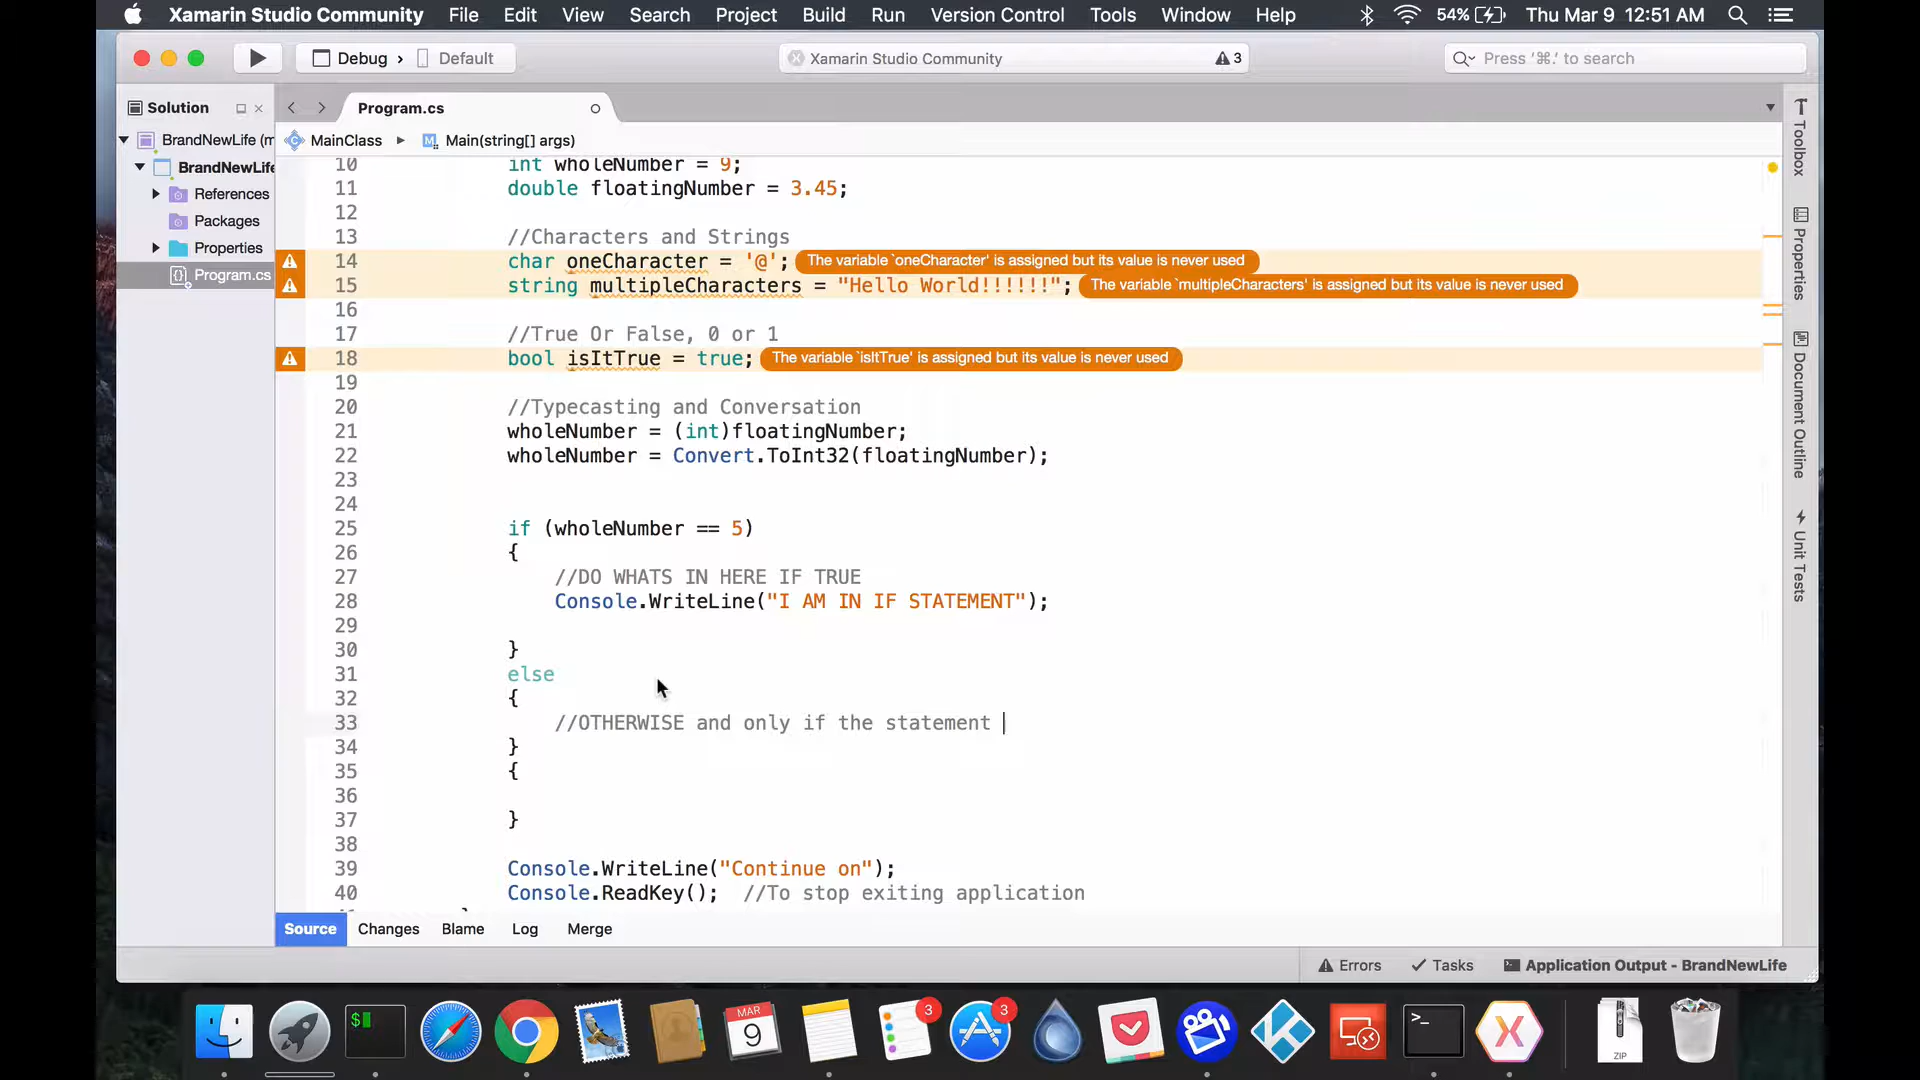 Xamarin Studio Community File Edit View Search Project Build Run Version Control Tools Window Help 54% Thu Mar 9 12:51 AM
Debug › Default Xamarin Studio Community 3 Press '⌘.' to search
Solution Program.cs
BrandNewLife (m MainClass Main(string[] args)
BrandNewLife
References
Packages
Properties
Program.cs
10 int wholeNumber = 9;
11 double floatingNumber = 3.45;
12
13 //Characters and Strings
14 char oneCharacter = '@'; The variable `oneCharacter' is assigned but its value is never used
15 string multipleCharacters = "Hello World!!!!!!"; The variable `multipleCharacters' is assigned but its value is never used
16
17 //True Or False, 0 or 1
18 bool isItTrue = true; The variable `isItTrue' is assigned but its value is never used
19
20 //Typecasting and Conversation
21 wholeNumber = (int)floatingNumber;
22 wholeNumber = Convert.ToInt32(floatingNumber);
23
24
25 if (wholeNumber == 5)
26 {
27 //DO WHATS IN HERE IF TRUE
28 Console.WriteLine("I AM IN IF STATEMENT");
29
30 }
31 else
32 {
33 //OTHERWISE and only if the statement
34 }
35 {
36
37 }
38
39 Console.WriteLine("Continue on");
40 Console.ReadKey(); //To stop exiting application
Source Changes Blame Log Merge
Errors Tasks Application Output - BrandNewLife
Toolbox
Properties
Document Outline
Unit Tests
$
MAR
9
3
3
>_
ZIP